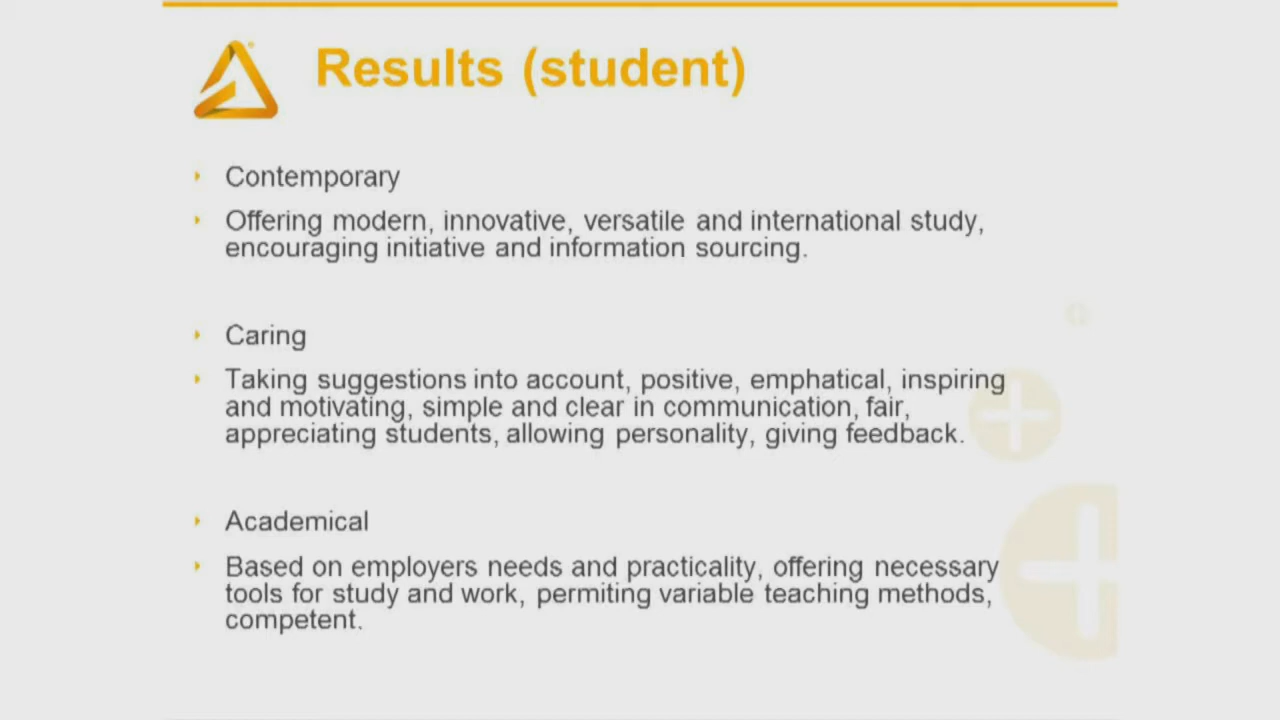 Results (student)
Contemporary
Offering modern, innovative, versatile and international study,
encouraging initiative and information sourcing.
Caring
Taking suggestions into account, positive, emphatical, inspiring
and motivating, simple and clear in communication, fair,
appreciating students, allowing personality, giving feedback.
Academical
Based on employers needs and practicality, offering necessary
tools for study and work, permiting variable teaching methods,
competent.